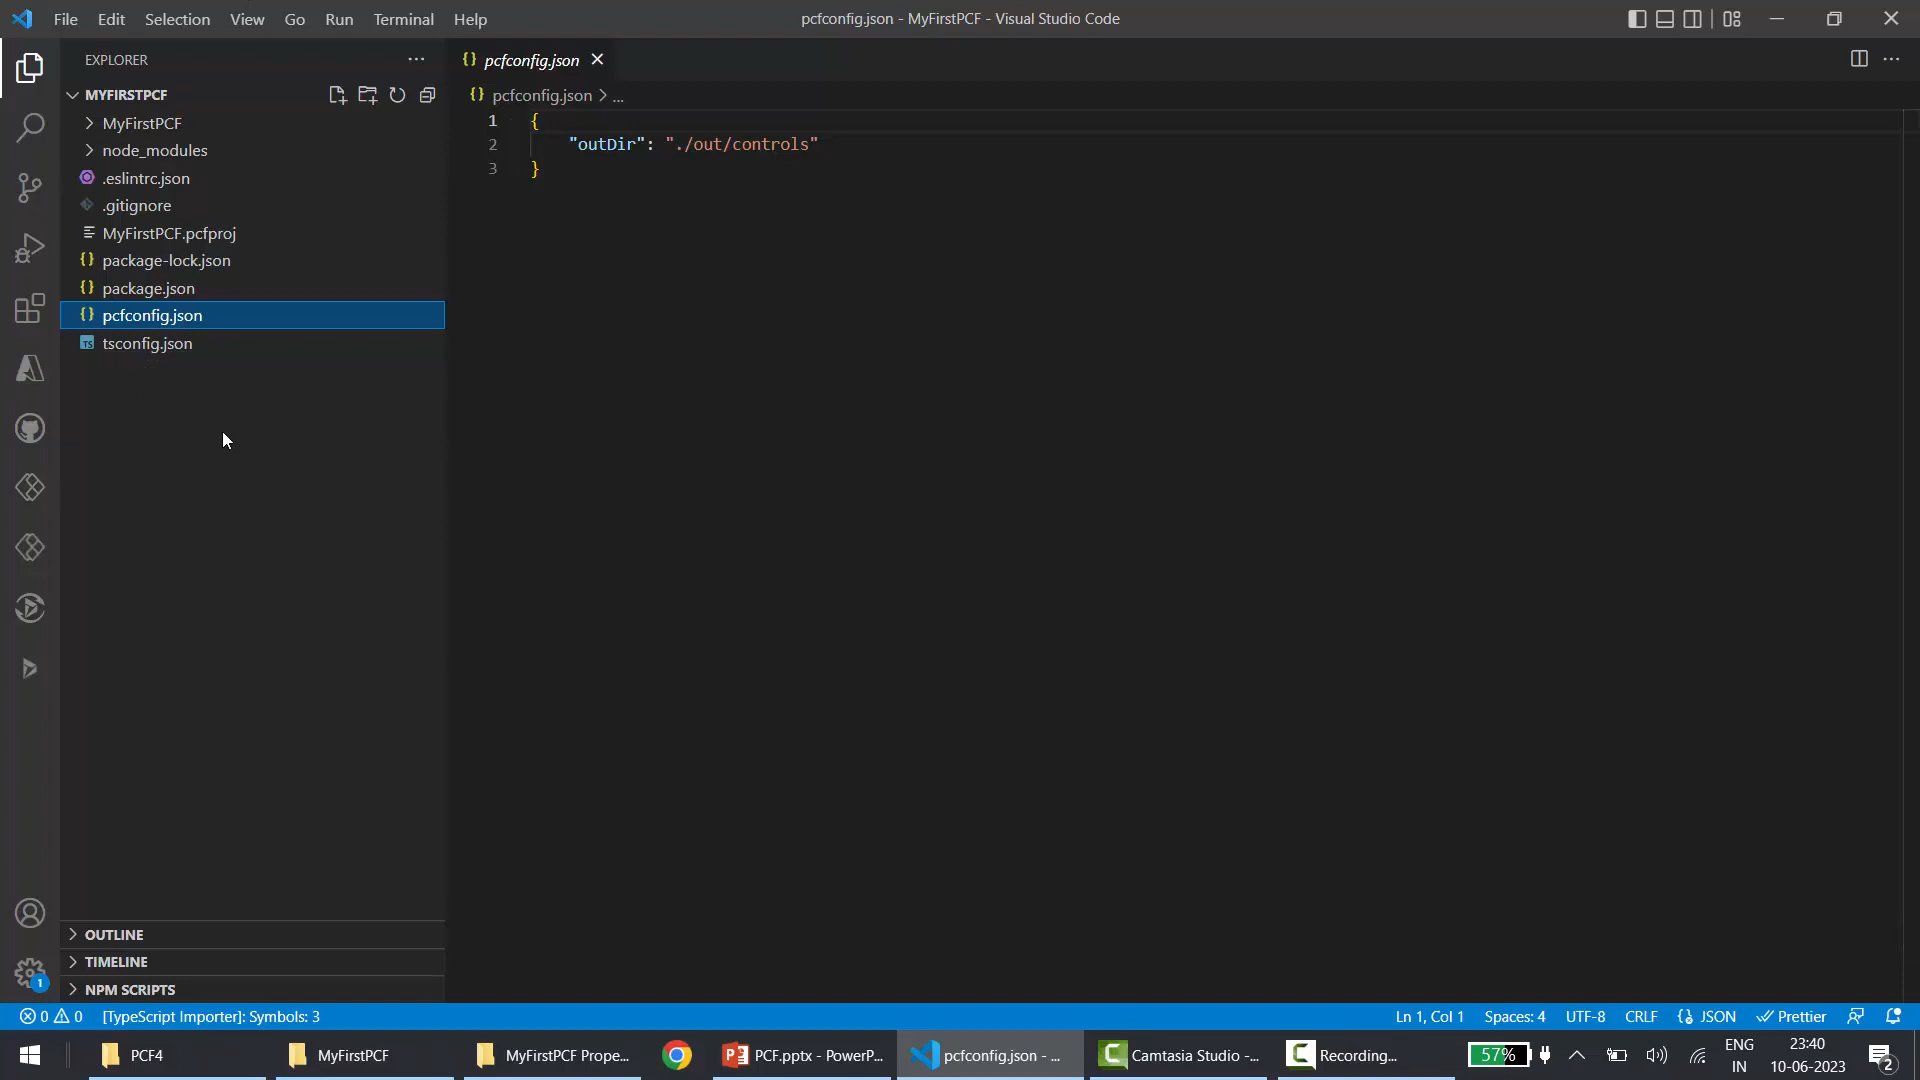 File Edit Selection View Go Run Terminal Help
pcfconfig.json - MyFirstPCF - Visual Studio Code
EXPLORER
MYFIRSTPCF
MyFirstPCF
node_modules
.eslintrc.json
.gitignore
MyFirstPCF.pcfproj
{} package-lock.json
{} package.json
{} pcfconfig.json
TS tsconfig.json
OUTLINE
TIMELINE
NPM SCRIPTS
1
{} pcfconfig.json
{} pcfconfig.json > ...
1 {
2 "outDir": "./out/controls"
3 }
0 0 [TypeScript Importer]: Symbols: 3
Ln 1, Col 1 Spaces: 4 UTF-8 CRLF {} JSON Prettier
PCF4
MyFirstPCF
MyFirstPCF Prope...
PCF.pptx - PowerP...
pcfconfig.json - ...
Camtasia Studio -...
Recording...
57%
ENG
IN
23:40
10-06-2023
2